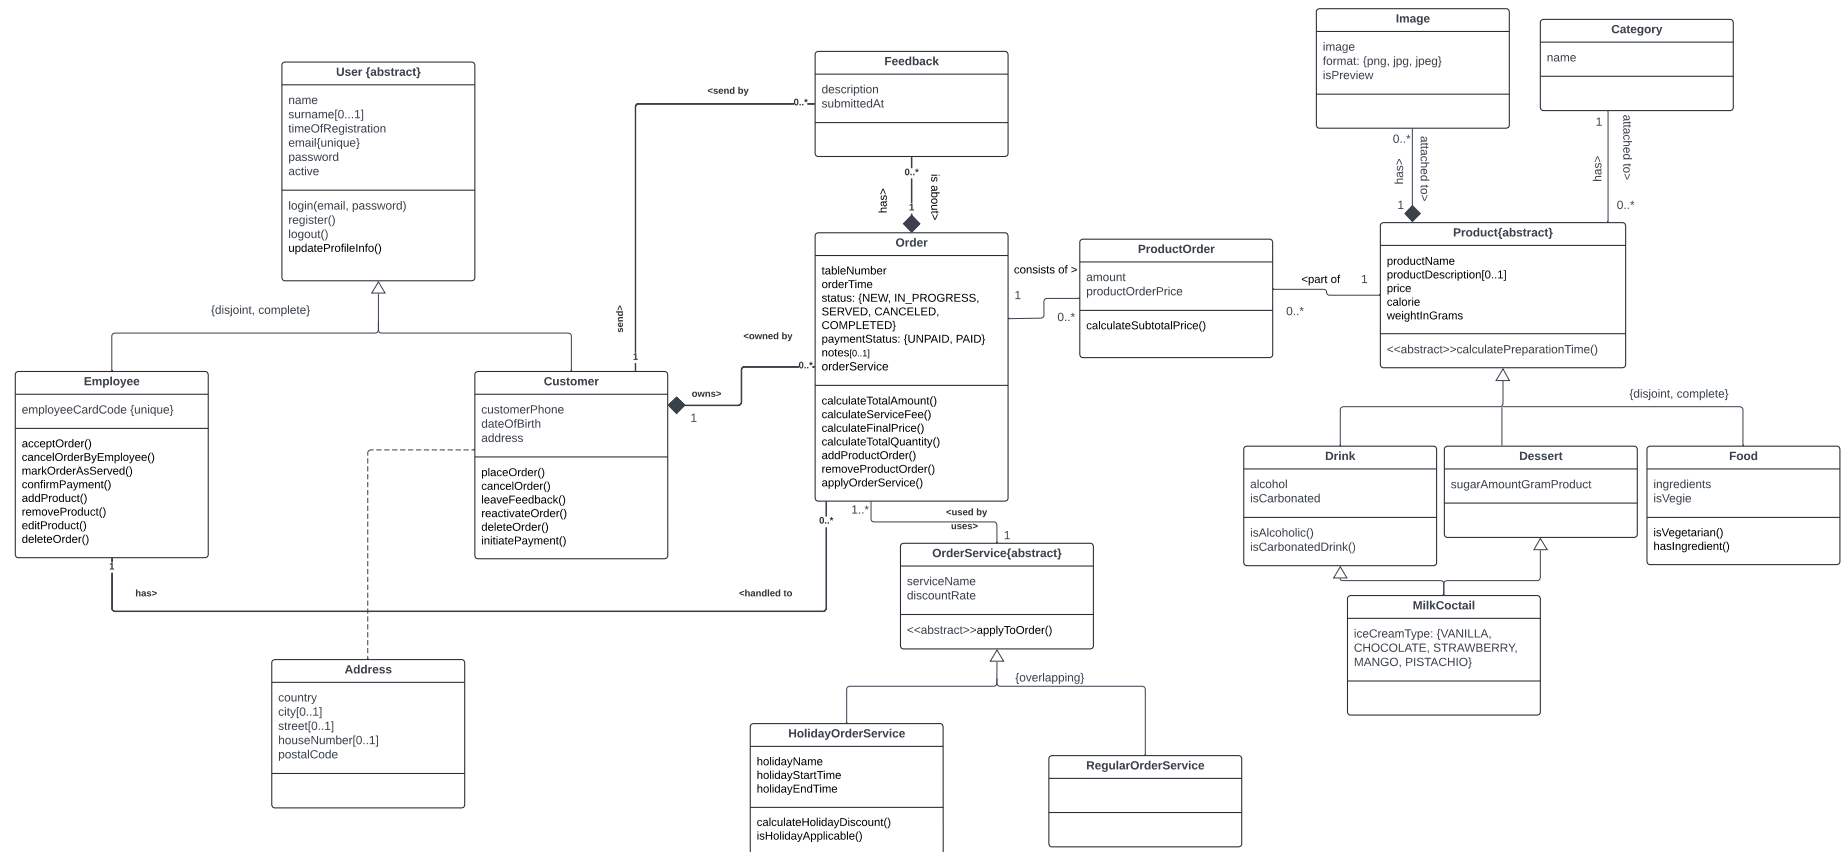 Image
image
format: {png, jpg, jpeg}
isPreview
Category
name
User {abstract}
name
surname[0...1]
timeOfRegistration
email{unique}
password
active
login(email, password)
register()
logout()
updateProfileInfo()
Feedback
description
submittedAt
<send by
0..*
send>
1
0..*
has>
is about>
1
0..*
has>
attached to>
1
1
has>
attached to>
0..*
Order
tableNumber
orderTime
status: {NEW, IN_PROGRESS,
SERVED, CANCELED,
COMPLETED}
paymentStatus: {UNPAID, PAID}
notes[0..1]
orderService
calculateTotalAmount()
calculateServiceFee()
calculateFinalPrice()
calculateTotalQuantity()
addProductOrder()
removeProductOrder()
applyOrderService()
consists of >
1
0..*
ProductOrder
amount
productOrderPrice
calculateSubtotalPrice()
<part of
1
0..*
Product{abstract}
productName
productDescription[0..1]
price
calorie
weightInGrams
<<abstract>>calculatePreparationTime()
{disjoint, complete}
<owned by
0..*
owns>
1
Employee
employeeCardCode {unique}
acceptOrder()
cancelOrderByEmployee()
markOrderAsServed()
confirmPayment()
addProduct()
removeProduct()
editProduct()
deleteOrder()
Customer
customerPhone
dateOfBirth
address
placeOrder()
cancelOrder()
leaveFeedback()
reactivateOrder()
deleteOrder()
initiatePayment()
{disjoint, complete}
Drink
alcohol
isCarbonated
isAlcoholic()
isCarbonatedDrink()
Dessert
sugarAmountGramProduct
Food
ingredients
isVegie
isVegetarian()
hasIngredient()
0..*
1..*
<used by
uses>
1
1
has>
<handled to
OrderService{abstract}
serviceName
discountRate
<<abstract>>applyToOrder()
MilkCoctail
iceCreamType: {VANILLA,
CHOCOLATE, STRAWBERRY,
MANGO, PISTACHIO}
Address
country
city[0..1]
street[0..1]
houseNumber[0..1]
postalCode
{overlapping}
HolidayOrderService
holidayName
holidayStartTime
holidayEndTime
calculateHolidayDiscount()
isHolidayApplicable()
RegularOrderService